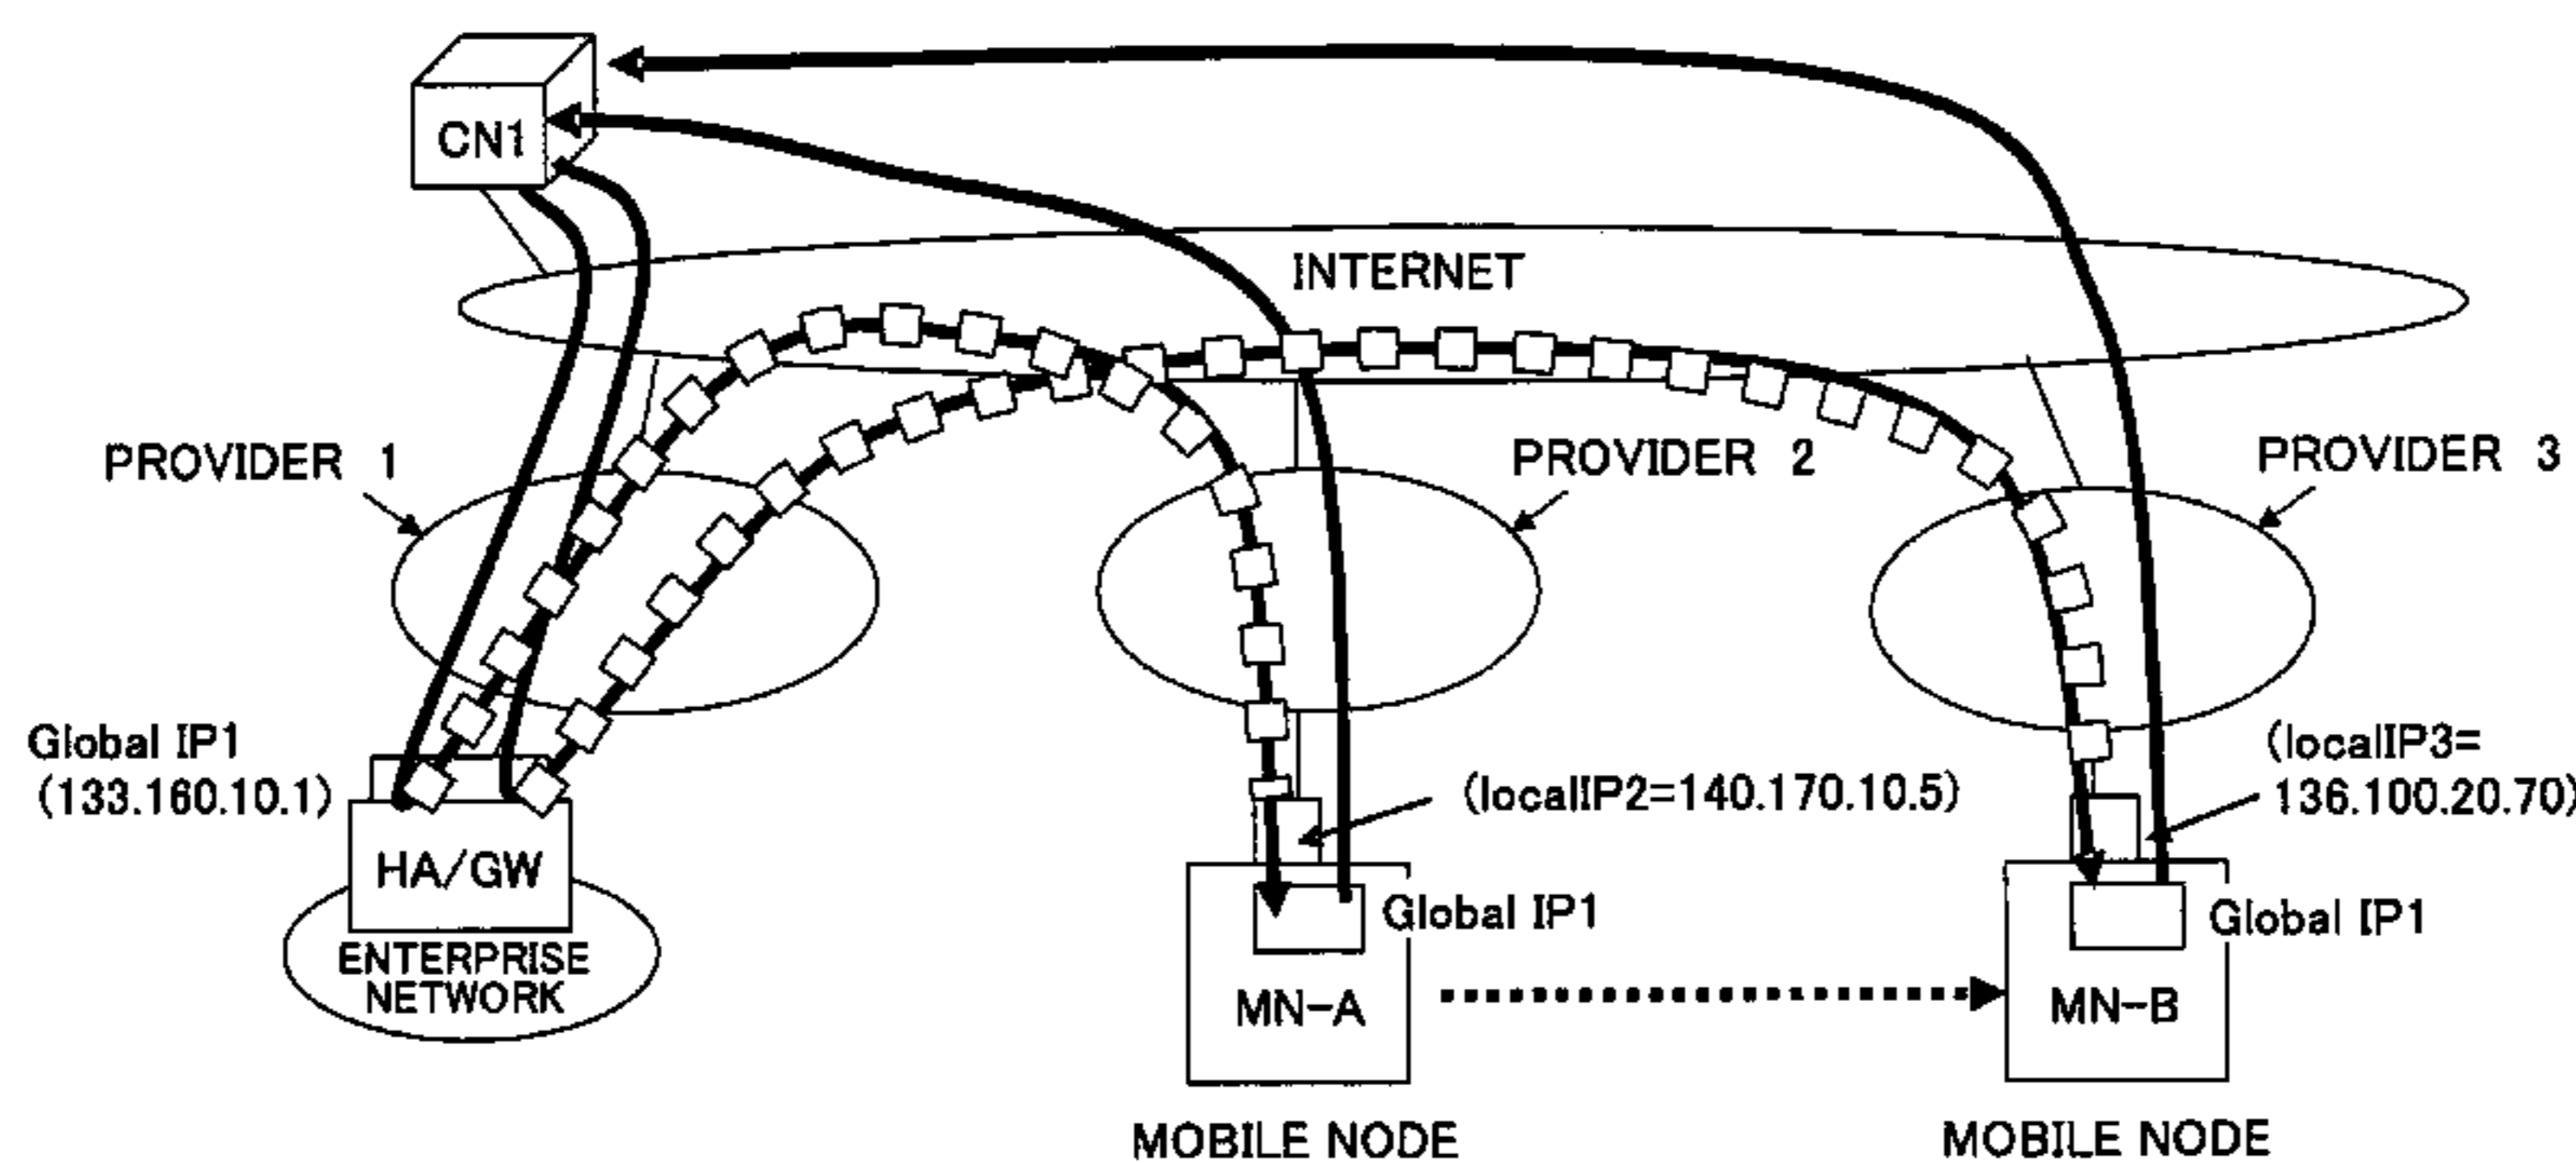 CN1
INTERNET
PROVIDER 1
PROVIDER 2
PROVIDER 3
Global IP1
(133.160.10.1)
HA/GW
ENTERPRISE
NETWORK
(localIP2=140.170.10.5)
Global IP1
MN-A
MOBILE NODE
(localIP3=
136.100.20.70)
Global IP1
MN-B
MOBILE NODE